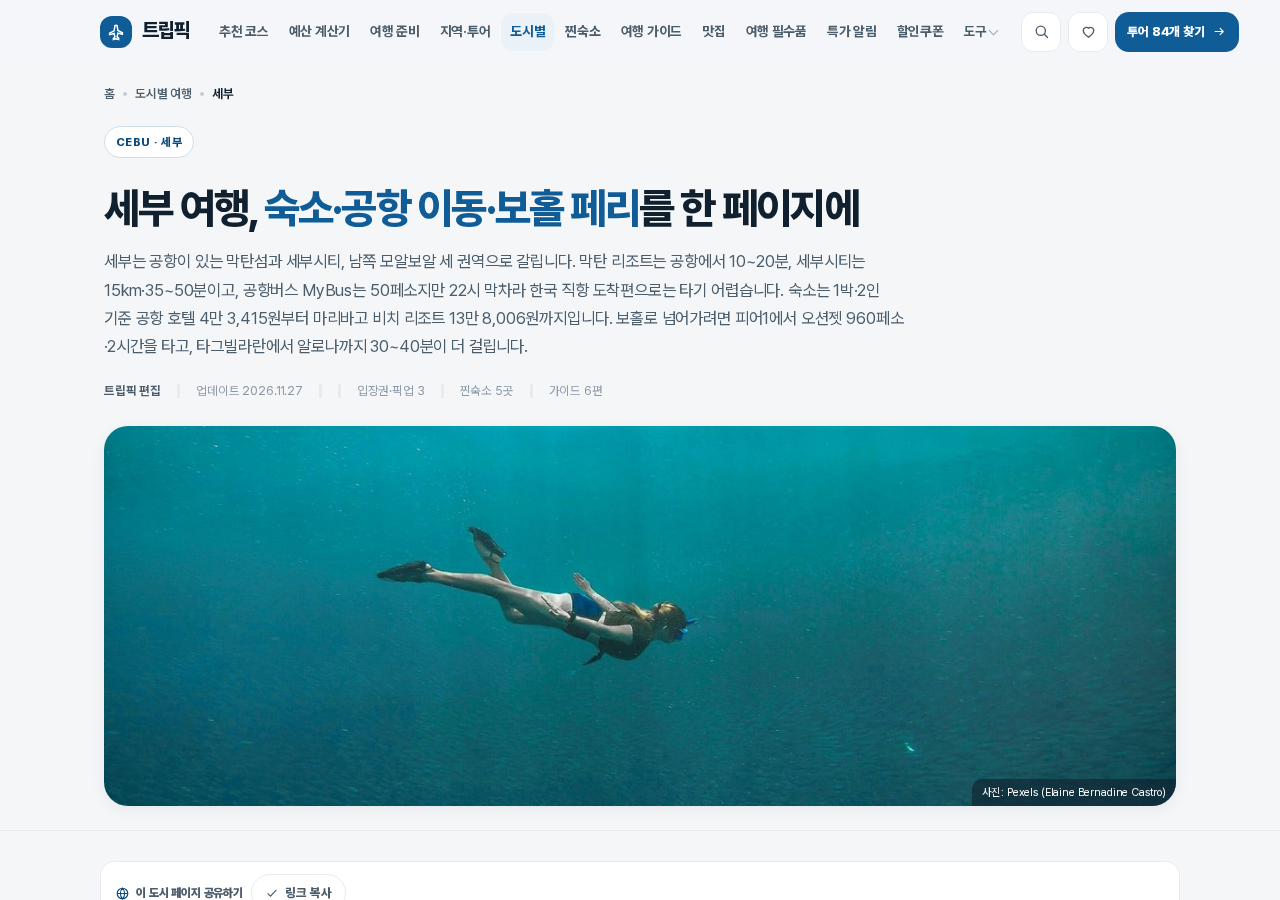 트립픽
추천 코스
예산 계산기
여행 준비
지역·투어
도시별
찐숙소
여행 가이드
맛집
여행 필수품
특가 알림
할인쿠폰
도구
투어 84개 찾기 →
홈 • 도시별 여행 • 세부
CEBU · 세부
세부 여행, 숙소·공항 이동·보홀 페리를 한 페이지에
세부는 공항이 있는 막탄섬과 세부시티, 남쪽 모알보알 세 권역으로 갈립니다. 막탄 리조트는 공항에서 10~20분, 세부시티는
15km·35~50분이고, 공항버스 MyBus는 50페소지만 22시 막차라 한국 직항 도착편으로는 타기 어렵습니다. 숙소는 1박·2인
기준 공항 호텔 4만 3,415원부터 마리바고 비치 리조트 13만 8,006원까지입니다. 보홀로 넘어가려면 피어1에서 오션젯 960페소
·2시간을 타고, 타그빌라란에서 알로나까지 30~40분이 더 걸립니다.
트립픽 편집
업데이트 2026.11.27
입장권·픽업 3
찐숙소 5곳
가이드 6편
사진: Pexels (Elaine Bernadine Castro)
이 도시 페이지 공유하기
링크 복사